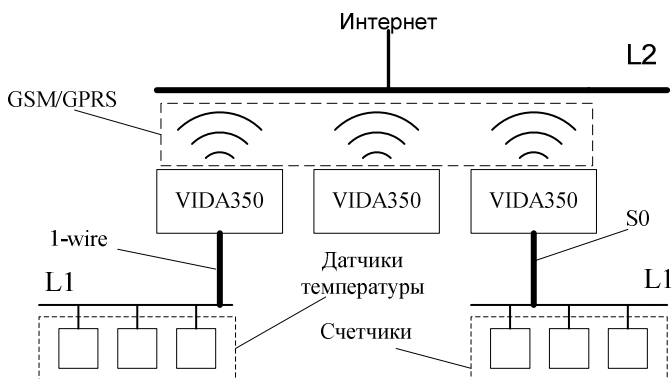 Интернет
L2
GSM/GPRS
VIDA350
VIDA350
VIDA350
1-wire
S0
L1
Датчики
температуры
L1
Счетчики